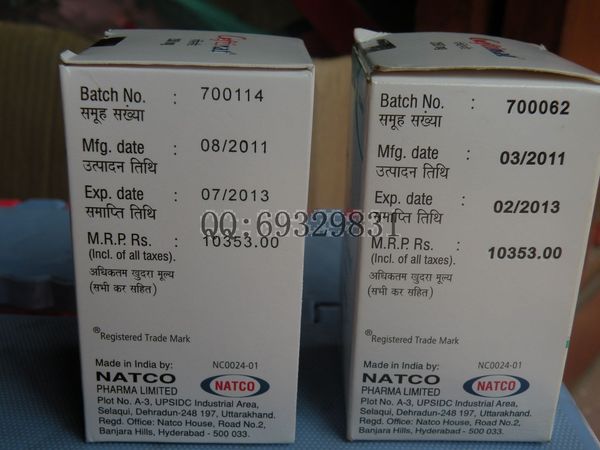 Batch No. : 700114
समूह संख्या
Mfg. date : 08/2011
उत्पादन तिथि
Exp. date : 07/2013
समाप्ति तिथि
M.R.P. Rs. : 10353.00
(Incl. of all taxes).
अधिकतम खुदरा मूल्य
(सभी कर सहित)
®Registered Trade Mark
Made in India by: NC0024-01
NATCO NATCO
PHARMA LIMITED
Plot No. A-3, UPSIDC Industrial Area,
Selaqui, Dehradun-248 197, Uttarakhand.
Regd. Office: Natco House, Road No.2,
Banjara Hills, Hyderabad - 500 033.
Batch No. : 700062
समूह संख्या
Mfg. date : 03/2011
उत्पादन तिथि
Exp. date : 02/2013
समाप्ति तिथि
M.R.P. Rs. : 10353.00
(Incl. of all taxes).
अधिकतम खुदरा मूल्य
(सभी कर सहित)
®Registered Trade Mark
Made in India by: NC0024-01
NATCO NATCO
PHARMA LIMITED
Plot No. A-3, UPSIDC Industrial Area,
Selaqui, Dehradun-248 197, Uttarakhand.
Regd. Office: Natco House, Road No.2,
Banjara Hills, Hyderabad - 500 033.
QQ:69329831